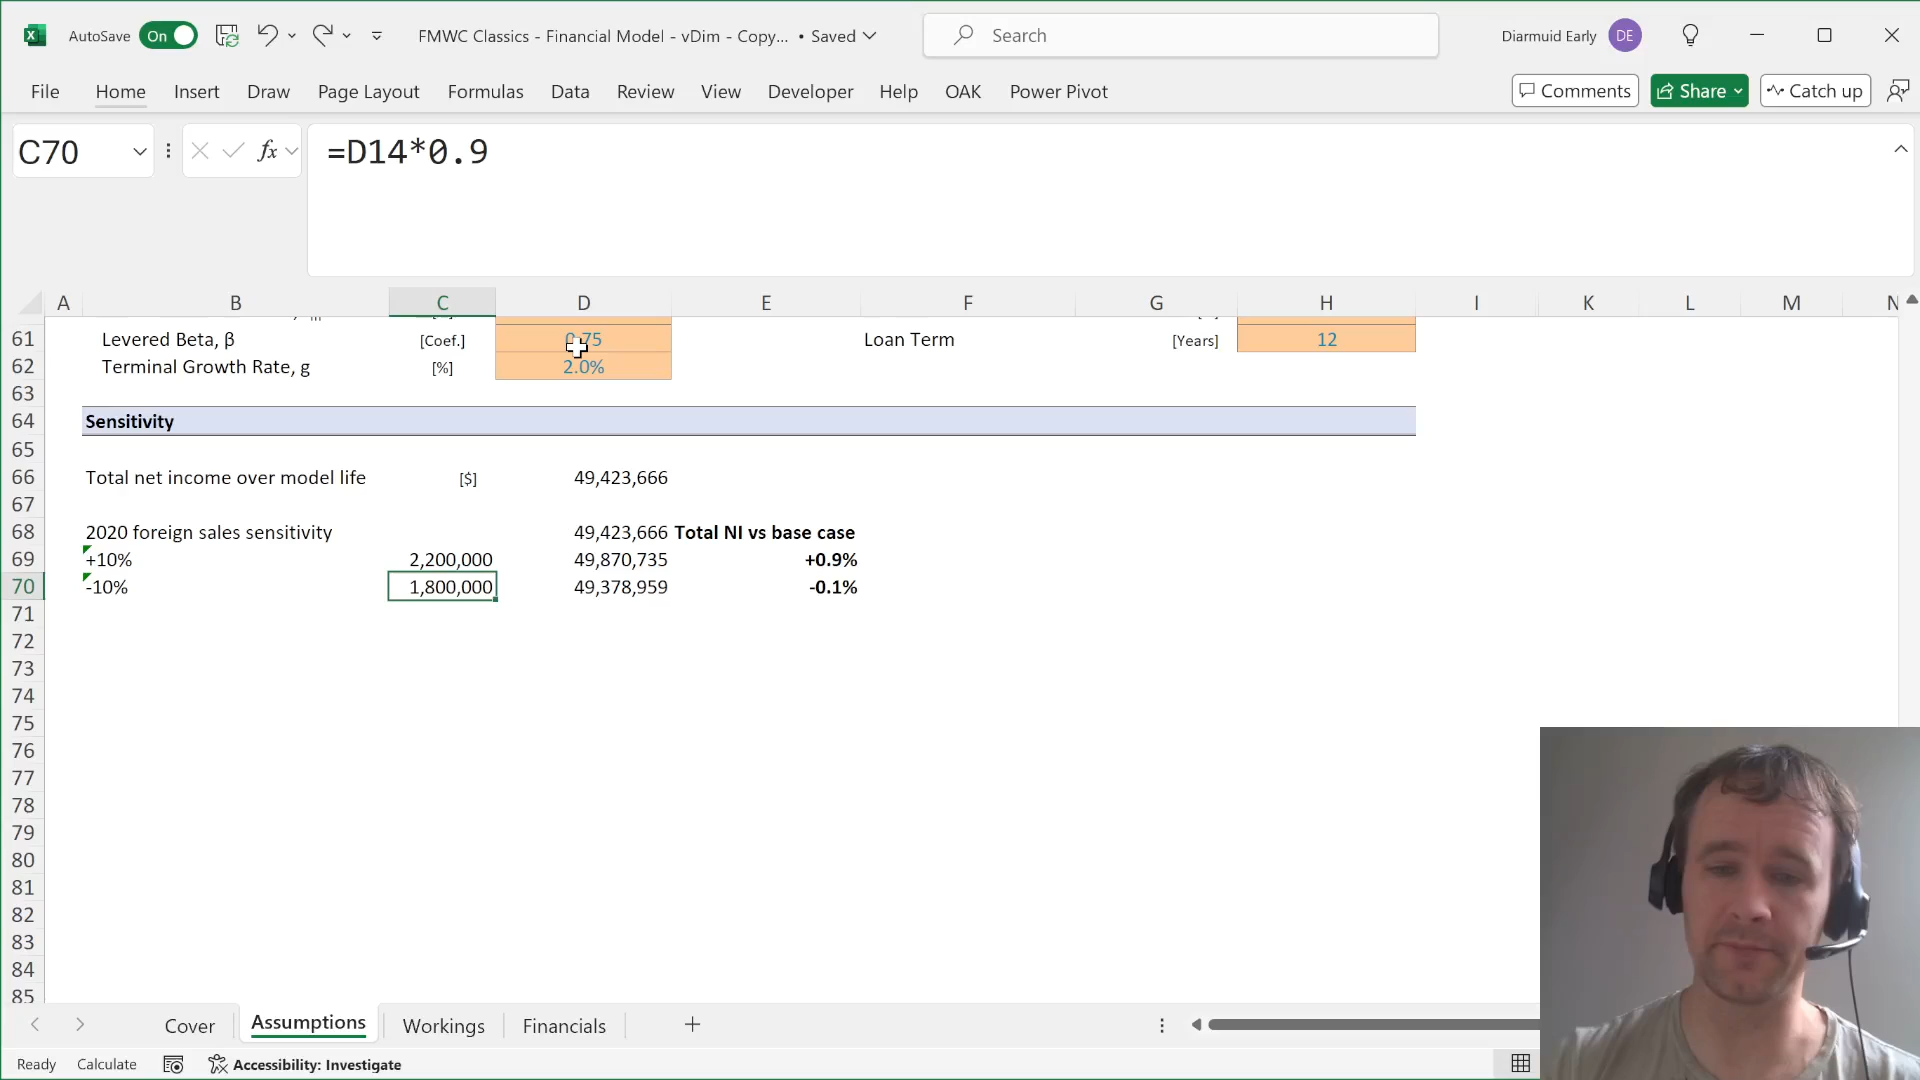 AutoSave On FMWC Classics - Financial Model - vDim - Copy... • Saved Search Diarmuid Early DE
File Home Insert Draw Page Layout Formulas Data Review View Developer Help OAK Power Pivot Comments Share Catch up
C70 fx =D14*0.9
A B C D E F G H I J K L M N
61 Levered Beta, β [Coef.] 0.75 Loan Term [Years] 12
62 Terminal Growth Rate, g [%] 2.0%
63
64 Sensitivity
65
66 Total net income over model life [$] 49,423,666
67
68 2020 foreign sales sensitivity 49,423,666 Total NI vs base case
69 +10% 2,200,000 49,870,735 +0.9%
70 -10% 1,800,000 49,378,959 -0.1%
71
72
73
74
75
76
77
78
79
80
81
82
83
84
85
Cover Assumptions Workings Financials
Ready Calculate Accessibility: Investigate